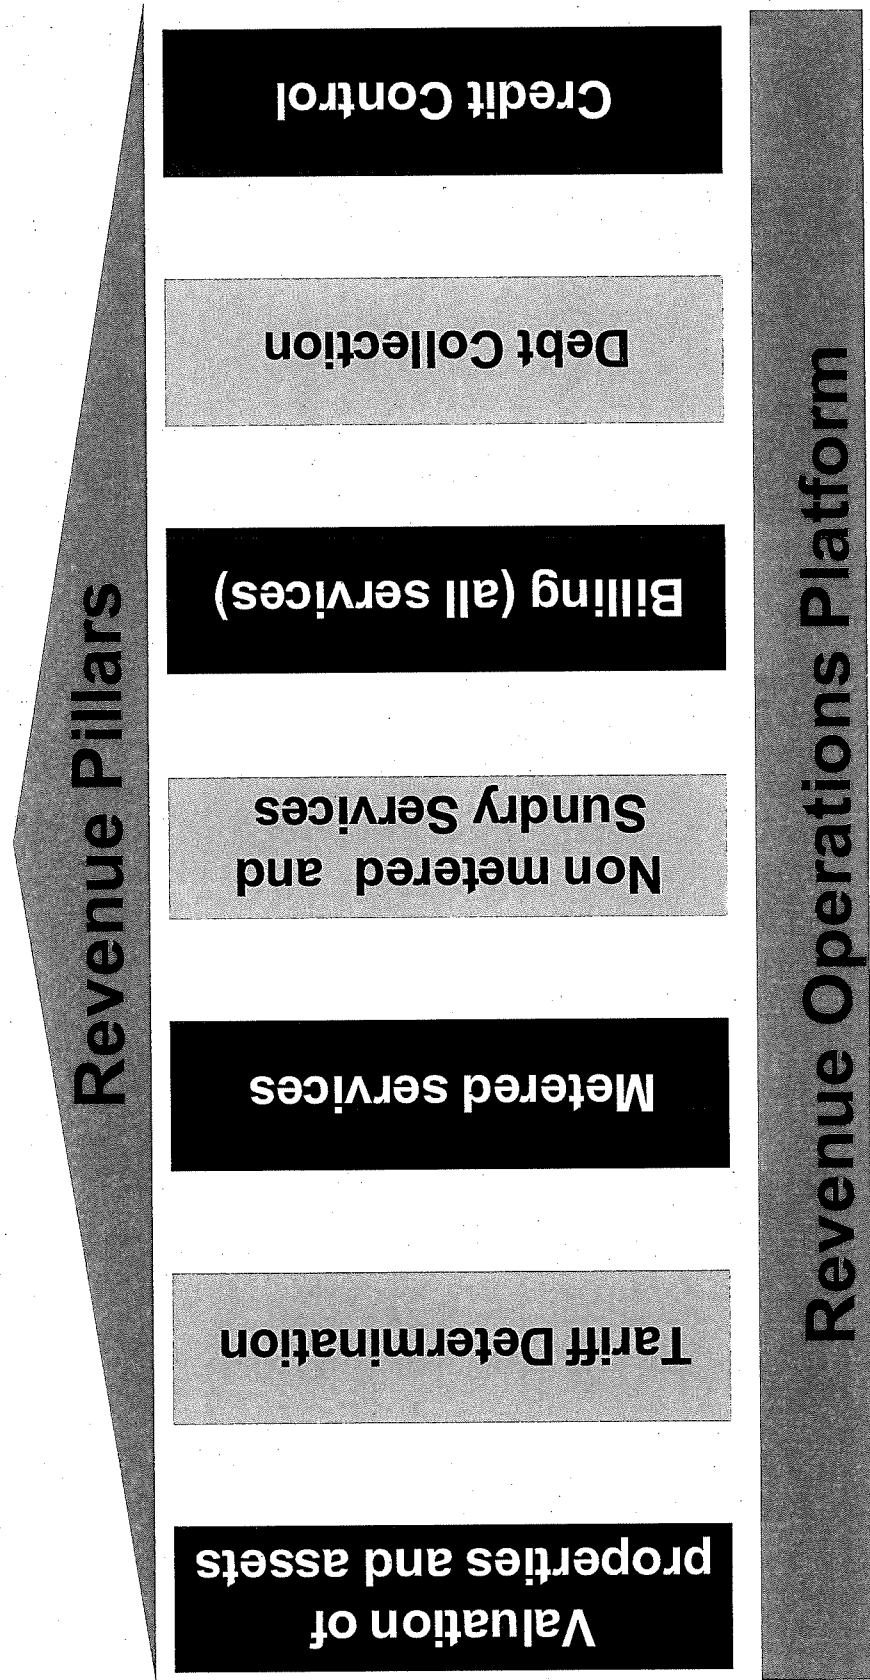 Revenue Pillars
Valuation of
properties and assets
Tariff Determination
Metered services
Non metered and
Sundry Services
Billing (all services)
Debt Collection
Credit Control
Revenue Operations Platform